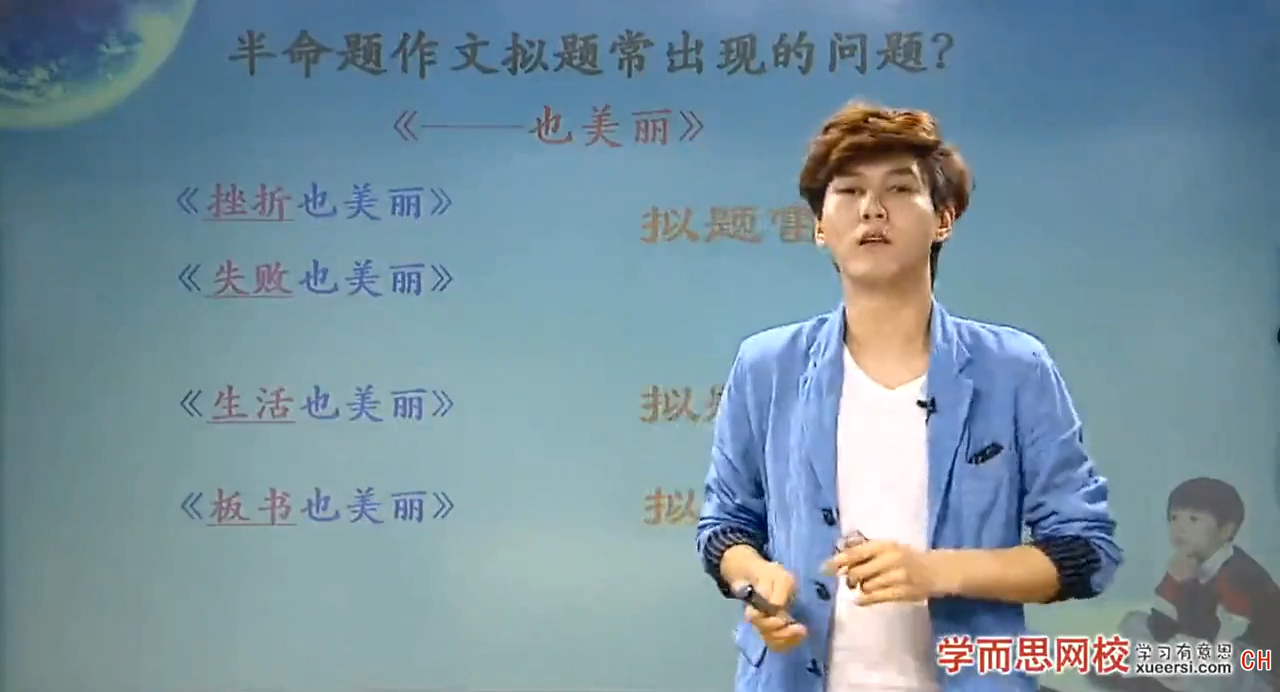 半命题作文拟题常出现的问题?
《——也美丽》
《挫折也美丽》
拟题雷
《失败也美丽》
《生活也美丽》
拟
《板书也美丽》
拟
学而思网校 学习有意思
xueersi.com
CH